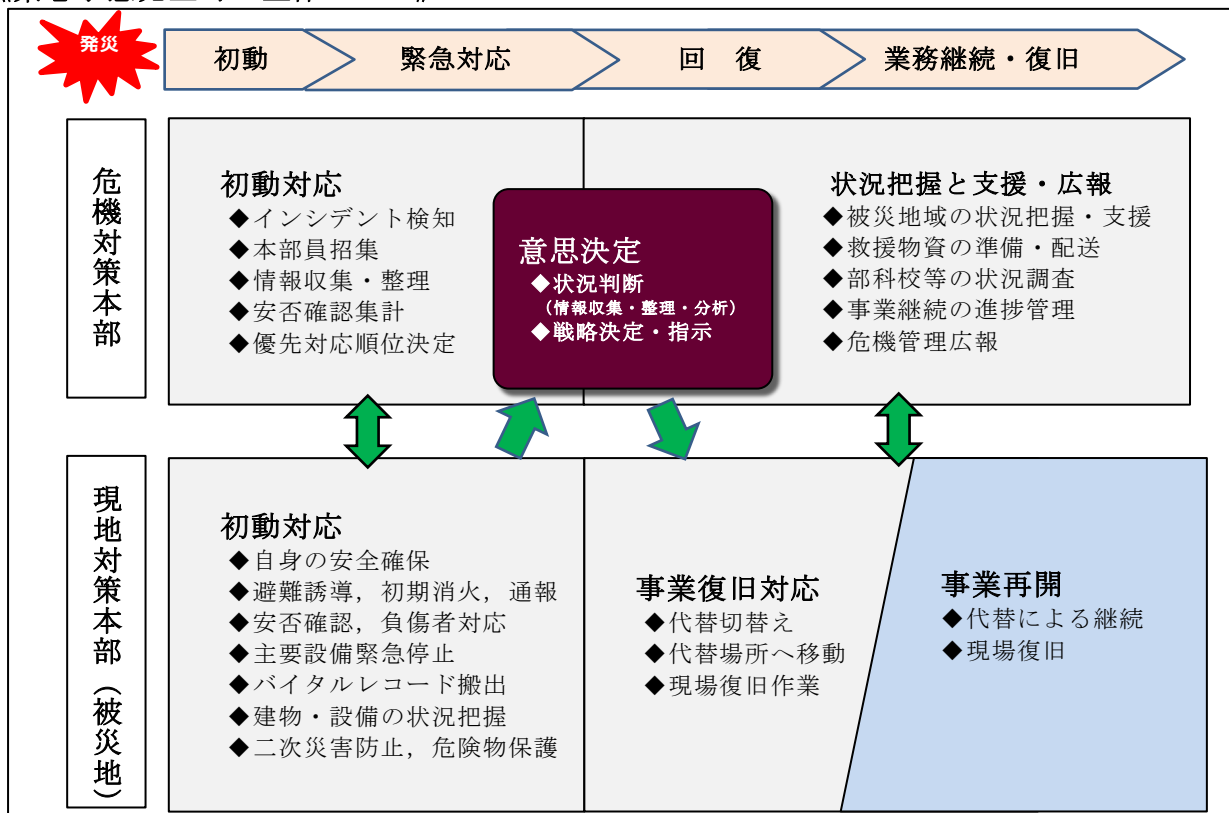 発災
初動
緊急対応
回 復
業務継続・復旧
危機対策本部
初動対応
◆インシデント検知
◆本部員招集
◆情報収集・整理
◆安否確認集計
◆優先対応順位決定
意思決定
◆状況判断
（情報収集・整理・分析）
◆戦略決定・指示
状況把握と支援・広報
◆被災地域の状況把握・支援
◆救援物資の準備・配送
◆部科校等の状況調査
◆事業継続の進捗管理
◆危機管理広報
現地対策本部（被災地）
初動対応
◆自身の安全確保
◆避難誘導，初期消火，通報
◆安否確認，負傷者対応
◆主要設備緊急停止
◆バイタルレコード搬出
◆建物・設備の状況把握
◆二次災害防止，危険物保護
事業復旧対応
◆代替切替え
◆代替場所へ移動
◆現場復旧作業
事業再開
◆代替による継続
◆現場復旧